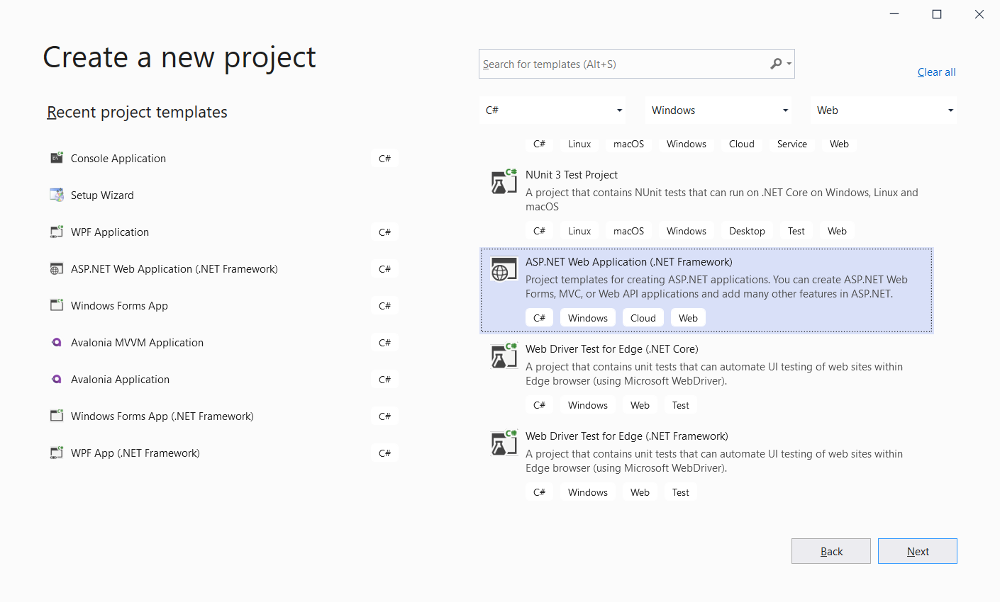 Create a new project
Search for templates (Alt+S)
Clear all
Recent project templates
C#
Windows
Web
Console Application
C#
Setup Wizard
WPF Application
C#
ASP.NET Web Application (.NET Framework)
C#
Windows Forms App
C#
Avalonia MVVM Application
C#
Avalonia Application
C#
Windows Forms App (.NET Framework)
C#
WPF App (.NET Framework)
C#
C# Linux macOS Windows Cloud Service Web
NUnit 3 Test Project
A project that contains NUnit tests that can run on .NET Core on Windows, Linux and
macOS
C# Linux macOS Windows Desktop Test Web
ASP.NET Web Application (.NET Framework)
Project templates for creating ASP.NET applications. You can create ASP.NET Web
Forms, MVC, or Web API applications and add many other features in ASP.NET.
C# Windows Cloud Web
Web Driver Test for Edge (.NET Core)
A project that contains unit tests that can automate UI testing of web sites within
Edge browser (using Microsoft WebDriver).
C# Windows Web Test
Web Driver Test for Edge (.NET Framework)
A project that contains unit tests that can automate UI testing of web sites within
Edge browser (using Microsoft WebDriver).
C# Windows Web Test
Back
Next